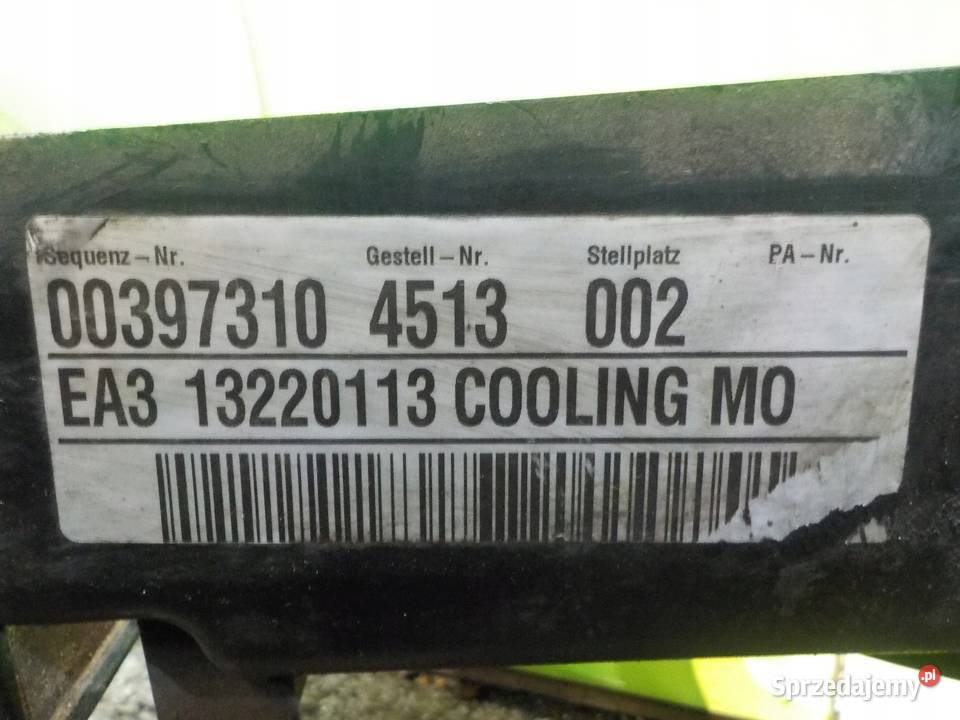 Sequenz-Nr. Gestell-Nr. Stellplatz PA-Nr.
00397310 4513 002
EA3 13220113 COOLING MO
Sprzedajemy.pl